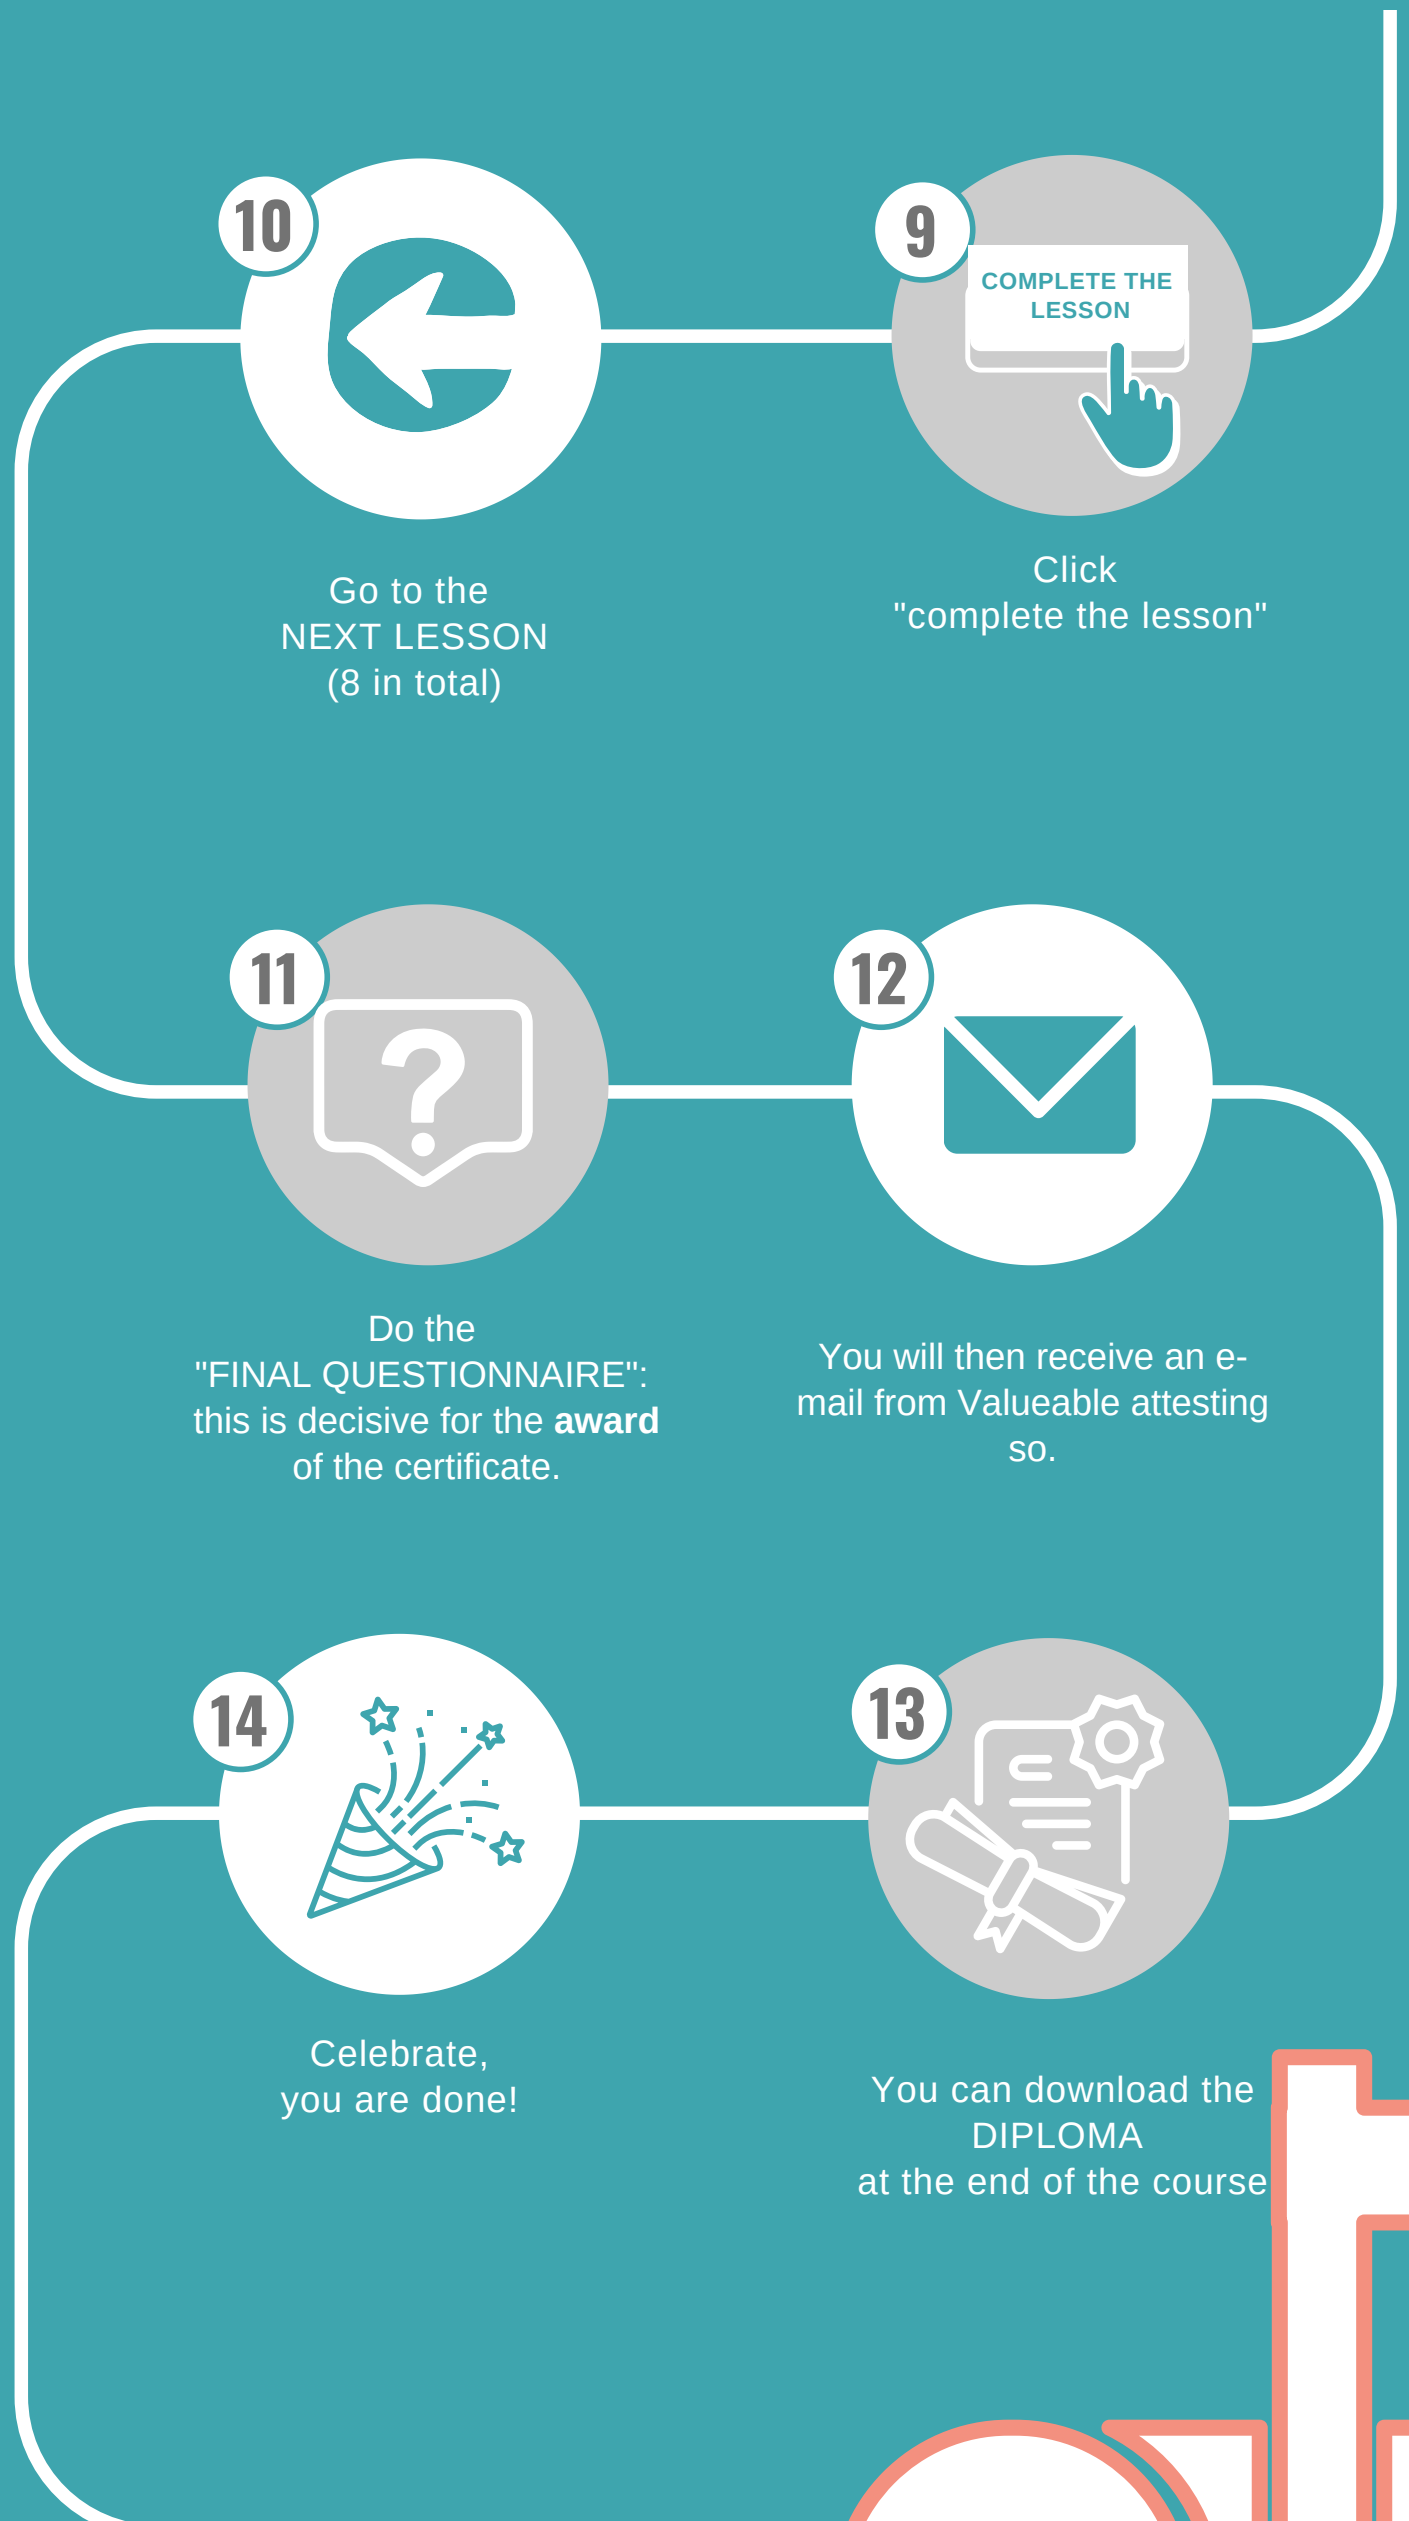 9
COMPLETE THE
LESSON
Click
"complete the lesson"
10
Go to the
NEXT LESSON
(8 in total)
11
Do the
"FINAL QUESTIONNAIRE":
this is decisive for the award
of the certificate.
12
You will then receive an e-
mail from Valueable attesting
so.
13
You can download the
DIPLOMA
at the end of the course
14
Celebrate,
you are done!